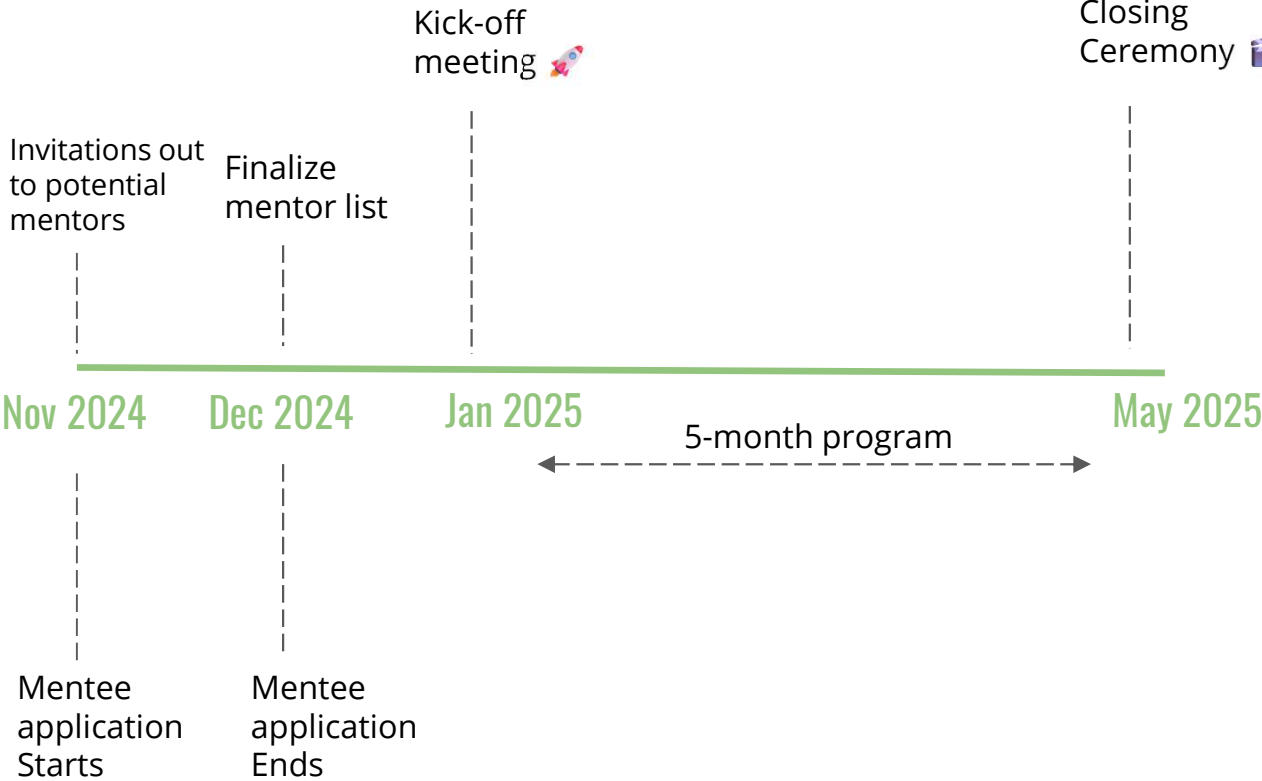 Kick-off
meeting 🚀
Closing
Ceremony
Invitations out
to potential
mentors
Finalize
mentor list
Nov 2024
Dec 2024
Jan 2025
May 2025
5-month program
Mentee
application
Starts
Mentee
application
Ends